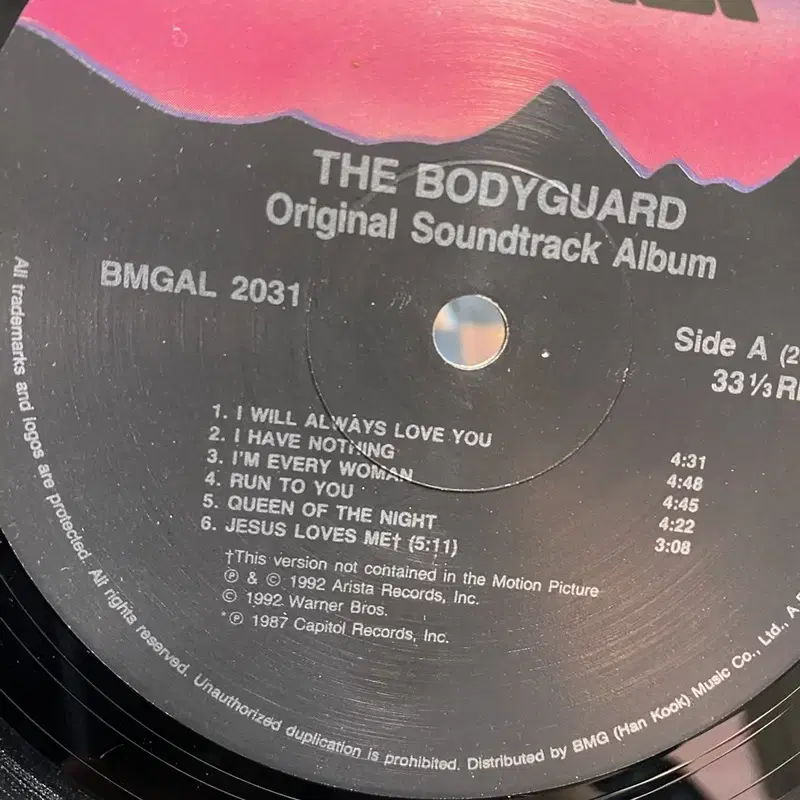 THE BODYGUARD
Original Soundtrack Album
BMGAL 2031
Side A (2
33⅓ R
1. I WILL ALWAYS LOVE YOU 4:31
2. I HAVE NOTHING 4:48
3. I'M EVERY WOMAN 4:45
4. RUN TO YOU 4:22
5. QUEEN OF THE NIGHT 3:08
6. JESUS LOVES ME† (5:11)
†This version not contained in the Motion Picture
Ⓟ & © 1992 Arista Records, Inc.
© 1992 Warner Bros.
*Ⓟ 1987 Capitol Records, Inc.
All trademarks and logos are protected. All rights reserved. Unauthorized duplication is prohibited. Distributed by BMG (Han Kook) Music Co., Ltd., A